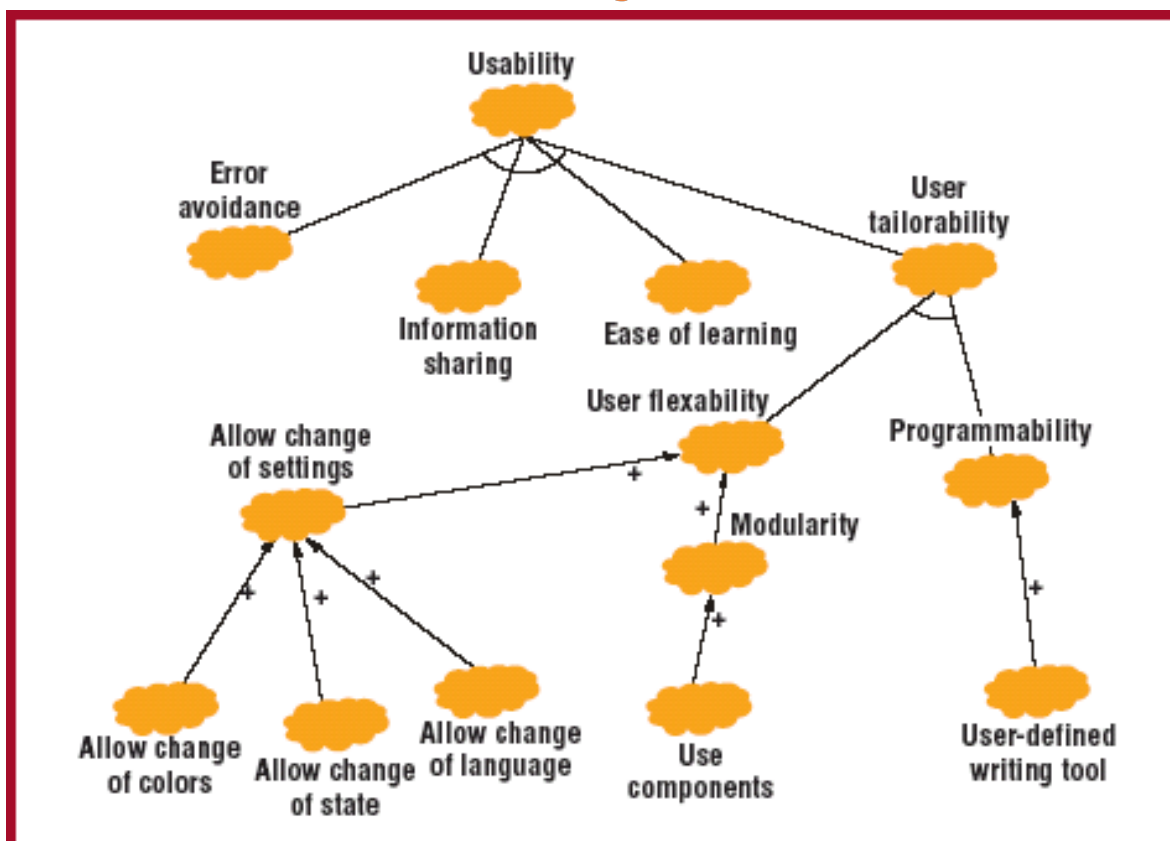 Usability
Error
avoidance
User
tailorability
Information
sharing
Ease of learning
User flexability
Allow change
of settings
Programmability
+
+
Modularity
+
+
+
+
+
Allow change
of colors
Allow change
of state
Allow change
of language
Use
components
User-defined
writing tool